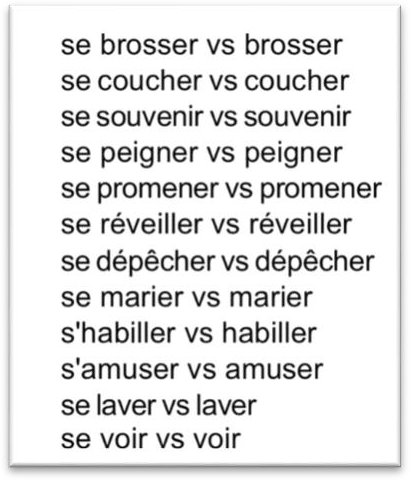 se brosser vs brosser
se coucher vs coucher
se souvenir vs souvenir
se peigner vs peigner
se promener vs promener
se réveiller vs réveiller
se dépêcher vs dépêcher
se marier vs marier
s'habiller vs habiller
s'amuser vs amuser
se laver vs laver
se voir vs voir